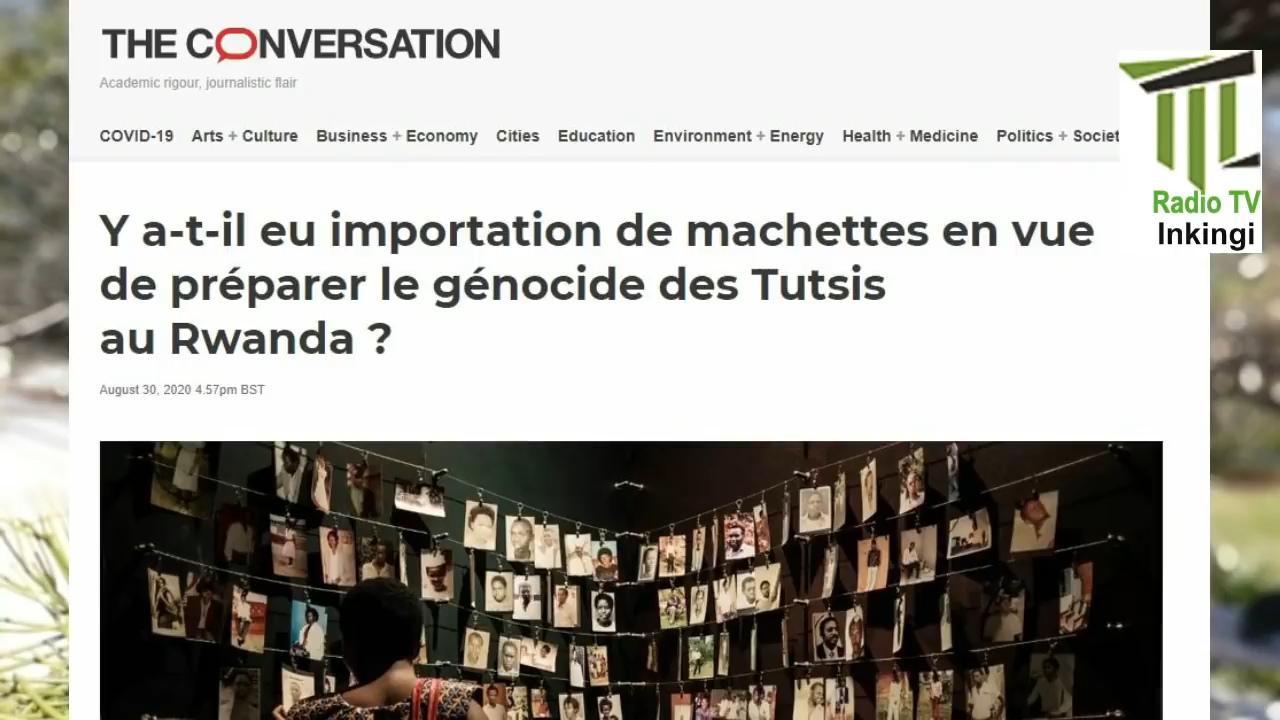 THE CONVERSATION
Academic rigour, journalistic flair
COVID-19 Arts + Culture Business + Economy Cities Education Environment + Energy Health + Medicine Politics + Societ
Radio TV
Inkingi
Y a-t-il eu importation de machettes en vue
de préparer le génocide des Tutsis
au Rwanda ?
August 30, 2020 4.57pm BST